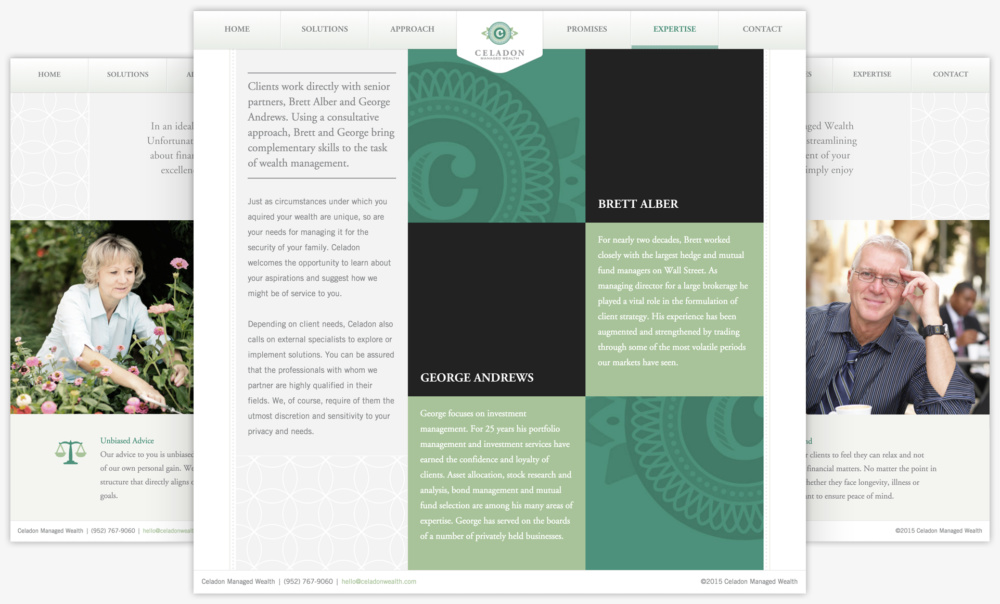 HOME
SOLUTIONS
APPROACH
CELADON
MANAGED WEALTH
PROMISES
EXPERTISE
CONTACT
Clients work directly with senior
partners, Brett Alber and George
Andrews. Using a consultative
approach, Brett and George bring
complementary skills to the task
of wealth management.
Just as circumstances under which you
aquired your wealth are unique, so are
your needs for managing it for the
security of your family. Celadon
welcomes the opportunity to learn about
your aspirations and suggest how we
might be of service to you.
Depending on client needs, Celadon also
calls on external specialists to explore or
implement solutions. You can be assured
that the professionals with whom we
partner are highly qualified in their
fields. We, of course, require of them the
utmost discretion and sensitivity to your
privacy and needs.
C
BRETT ALBER
For nearly two decades, Brett worked
closely with the largest hedge and mutual
fund managers on Wall Street. As
managing director for a large brokerage he
played a vital role in the formulation of
client strategy. His experience has been
augmented and strengthened by trading
through some of the most volatile periods
our markets have seen.
GEORGE ANDREWS
George focuses on investment
management. For 25 years his portfolio
management and investment services have
earned the confidence and loyalty of
clients. Asset allocation, stock research and
analysis, bond management and mutual
fund selection are among his many areas of
expertise. George has served on the boards
of a number of privately held businesses.
Celadon Managed Wealth | (952) 767-9060 | hello@celadonwealth.com
©2015 Celadon Managed Wealth
HOME
SOLUTIONS
In an ideal
Unfortunat
about finan
excellen
Unbiased Advice
Our advice to you is unbiased
of our own personal gain. We
structure that directly aligns
goals.
Celadon Managed Wealth | (952) 767-9060 | hello@celadonwealt
EXPERTISE
CONTACT
ged Wealth
streamlining
ent of your
imply enjoy
nd
clients to feel they can relax and not
financial matters. No matter the point in
hether they face longevity, illness or
nt to ensure peace of mind.
©2015 Celadon Managed Wealth